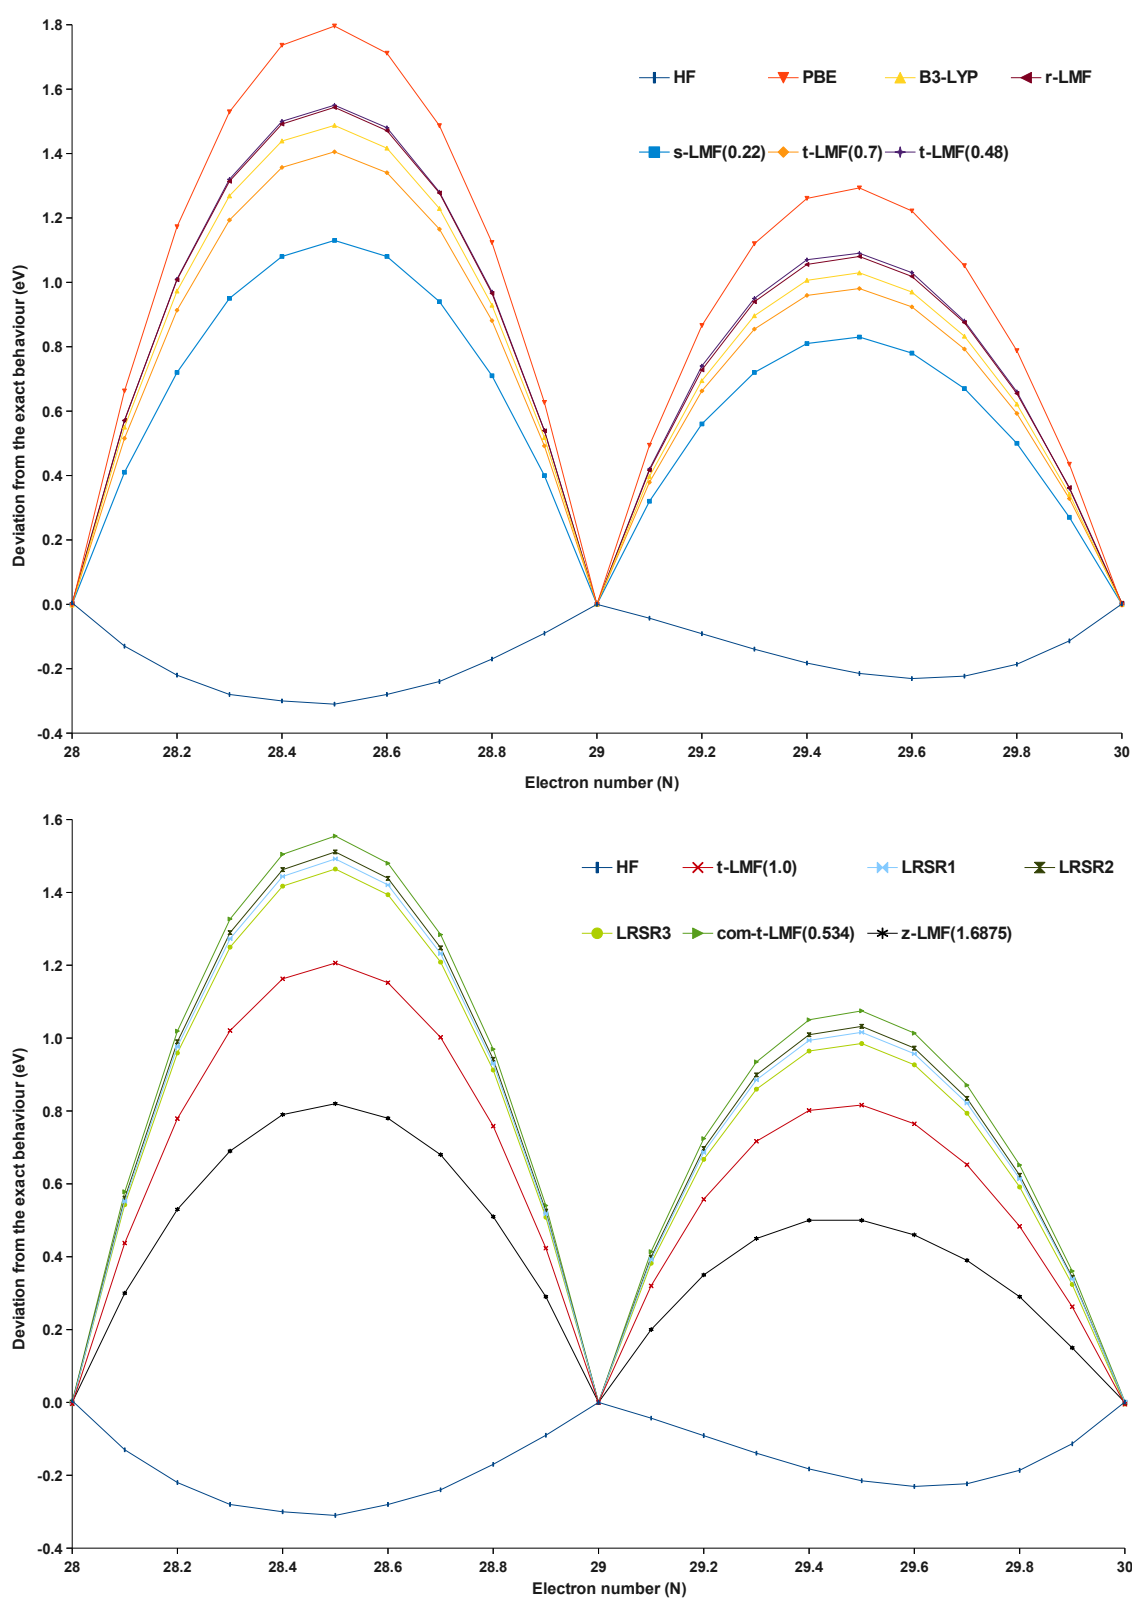 1.8
1.6
1.4
1.2
1.0
0.8
0.6
0.4
0.2
0.0
-0.2
-0.4
Deviation from the exact behaviour (eV)
HF PBE B3-LYP r-LMF
s-LMF(0.22) t-LMF(0.7) t-LMF(0.48)
28 28.2 28.4 28.6 28.8 29 29.2 29.4 29.6 29.8 30
Electron number (N)
1.6
1.4
1.2
1.0
0.8
0.6
0.4
0.2
0.0
-0.2
-0.4
Deviation from the exact behaviour (eV)
HF t-LMF(1.0) LRSR1 LRSR2
LRSR3 com-t-LMF(0.534) z-LMF(1.6875)
28 28.2 28.4 28.6 28.8 29 29.2 29.4 29.6 29.8 30
Electron number (N)